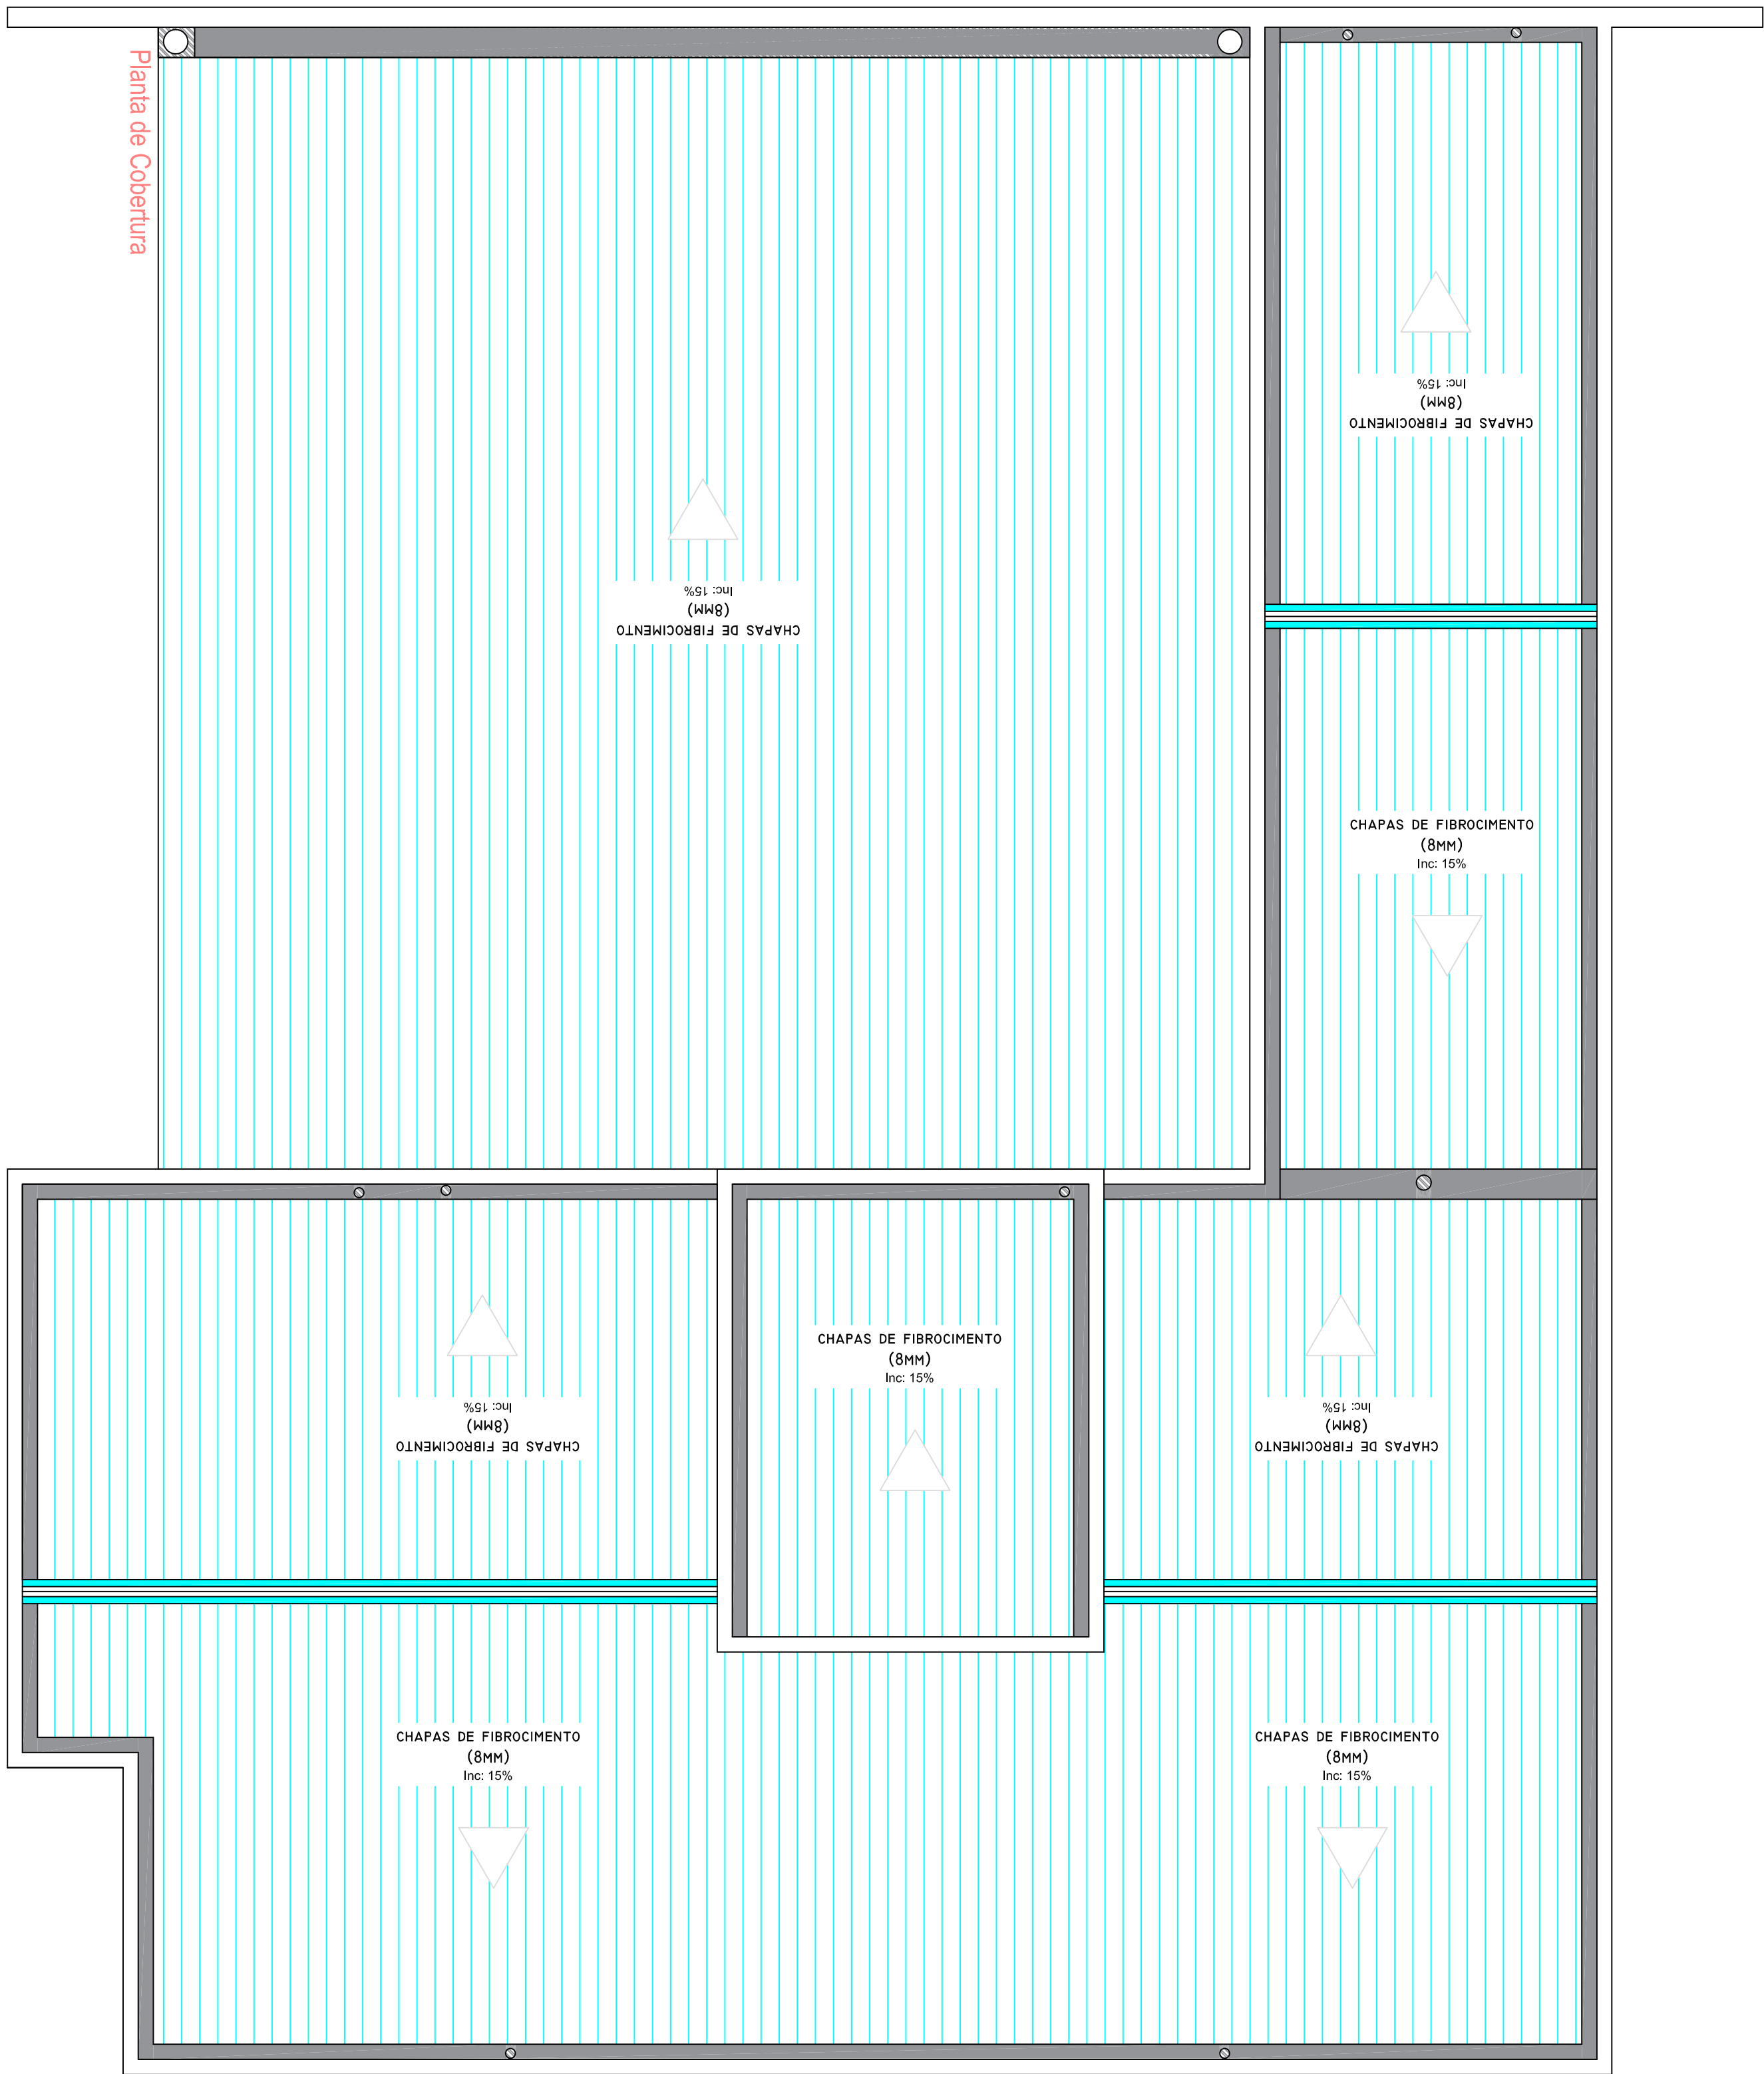 Planta de Cobertura
CHAPAS DE FIBROCIMENTO
(8MM)
Inc: 15%
CHAPAS DE FIBROCIMENTO
(8MM)
Inc: 15%
CHAPAS DE FIBROCIMENTO
(8MM)
Inc: 15%
CHAPAS DE FIBROCIMENTO
(8MM)
Inc: 15%
CHAPAS DE FIBROCIMENTO
(8MM)
Inc: 15%
CHAPAS DE FIBROCIMENTO
(8MM)
Inc: 15%
CHAPAS DE FIBROCIMENTO
(8MM)
Inc: 15%
CHAPAS DE FIBROCIMENTO
(8MM)
Inc: 15%